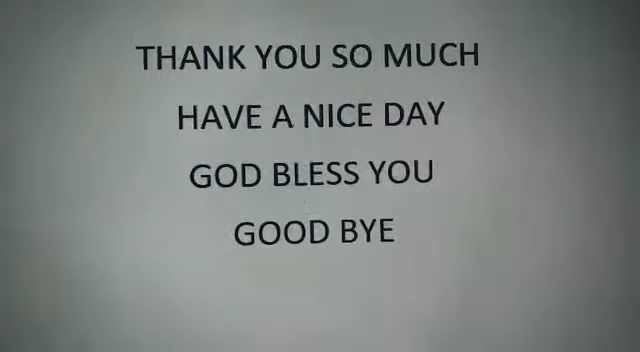 THANK YOU SO MUCH
HAVE A NICE DAY
GOD BLESS YOU
GOOD BYE